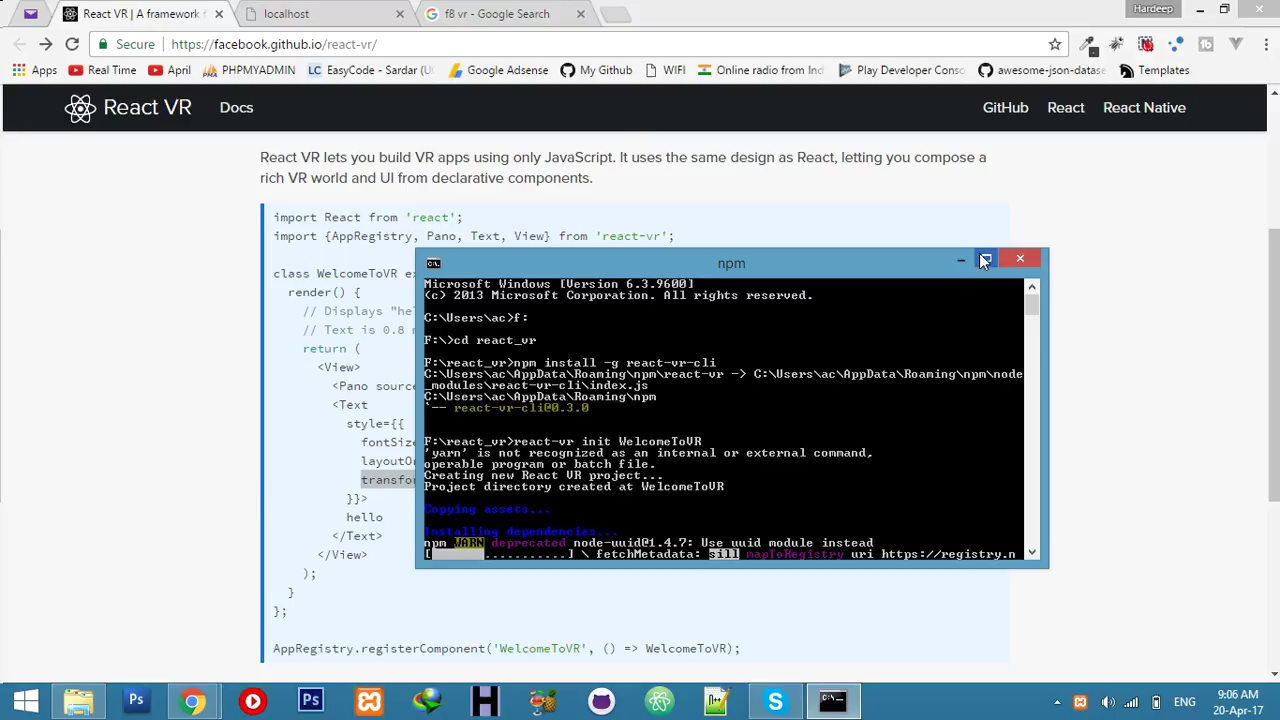 Hardeep
React VR | A framework f
localhost
f8 vr - Google Search
Secure
https://facebook.github.io/react-vr/
Apps
Real Time
April
PHPMYADMIN
LC EasyCode - Sardar (U
Google Adsense
My Github
WIFI
Online radio from Ind
Play Developer Conso
awesome-json-datase
Templates
React VR
Docs
GitHub
React
React Native
React VR lets you build VR apps using only JavaScript. It uses the same design as React, letting you compose a
rich VR world and UI from declarative components.
import React from 'react';
import {AppRegistry, Pano, Text, View} from 'react-vr';
class WelcomeToVR e
render() {
// Displays "he
// Text is 0.8 m
return (
<View>
<Pano sourc
<Text
style={{
fontSize
layoutOr
transfor
}}>
hello
</Text>
</View>
);
}
};
AppRegistry.registerComponent('WelcomeToVR', () => WelcomeToVR);
npm
Microsoft Windows [Version 6.3.9600]
(c) 2013 Microsoft Corporation. All rights reserved.
C:\Users\ac>f:
F:\>cd react_vr
F:\react_vr>npm install -g react-vr-cli
C:\Users\ac\AppData\Roaming\npm\react-vr -> C:\Users\ac\AppData\Roaming\npm\node
_modules\react-vr-cli\index.js
C:\Users\ac\AppData\Roaming\npm
`-- react-vr-cli@0.3.0
F:\react_vr>react-vr init WelcomeToVR
'yarn' is not recognized as an internal or external command,
operable program or batch file.
Creating new React VR project...
Project directory created at WelcomeToVR
Copying assets...
Installing dependencies...
npm WARN deprecated node-uuid@1.4.7: Use uuid module instead
[ ...........] \ fetchMetadata: sill mapToRegistry uri https://registry.n
ENG
9:06 AM
20-Apr-17